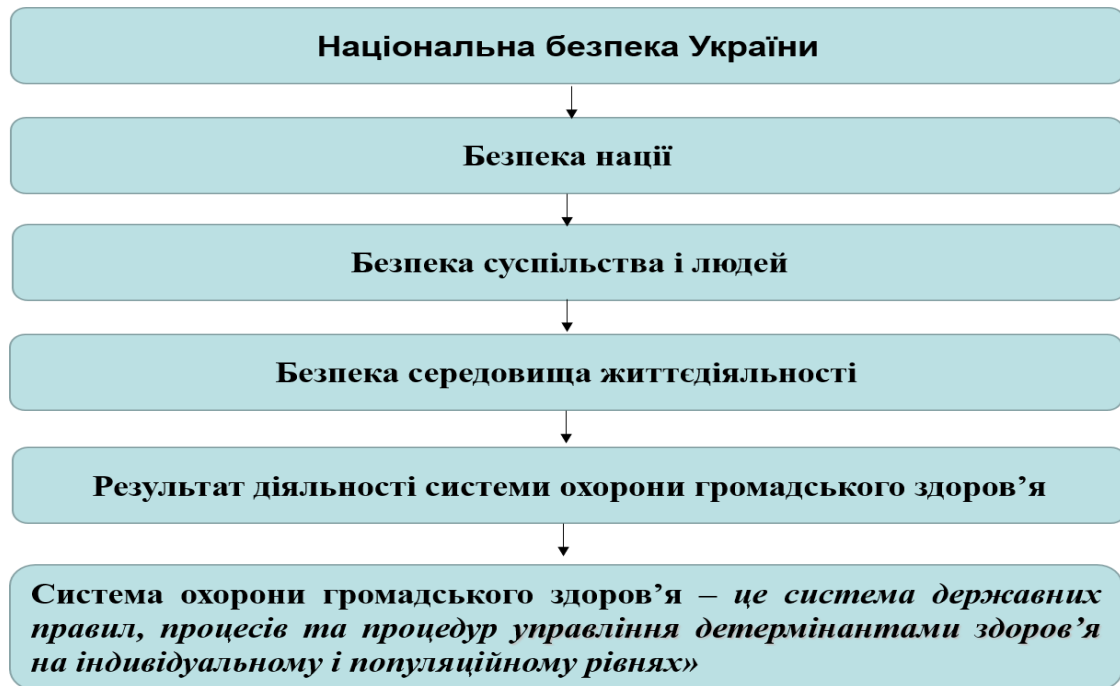 Національна безпека України
Безпека нації
Безпека суспільства і людей
Безпека середовища життєдіяльності
Результат діяльності системи охорони громадського здоров’я
Система охорони громадського здоров’я – це система державних
правил, процесів та процедур управління детермінантами здоров’я
на індивідуальному і популяційному рівнях»